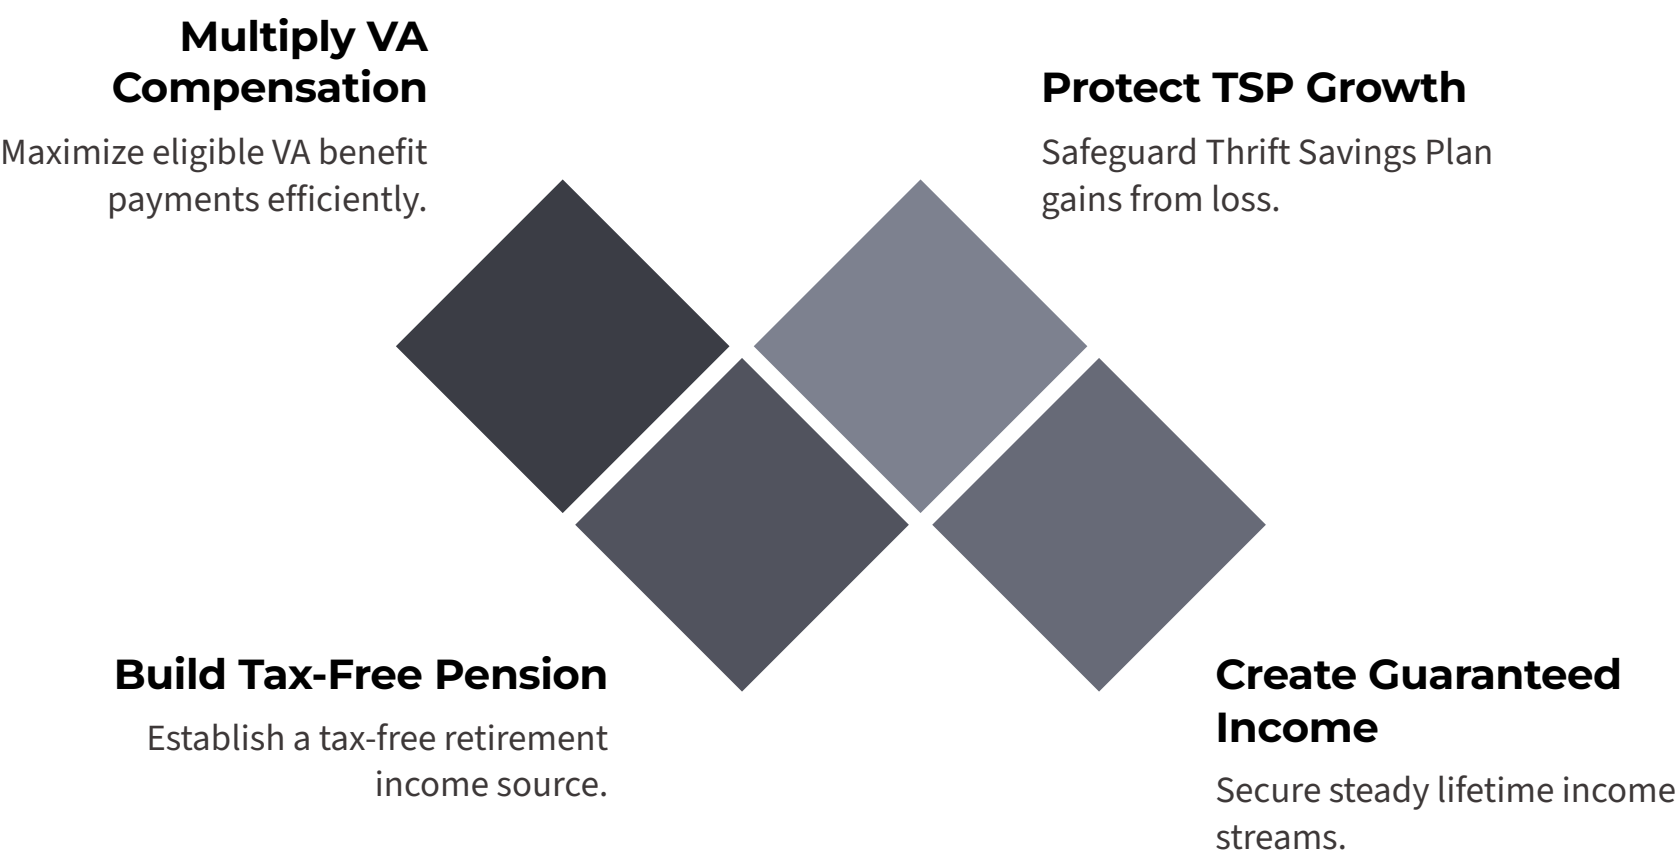 Multiply VA
Compensation
Maximize eligible VA benefit
payments efficiently.
Protect TSP Growth
Safeguard Thrift Savings Plan
gains from loss.
Build Tax-Free Pension
Establish a tax-free retirement
income source.
Create Guaranteed
Income
Secure steady lifetime income
streams.